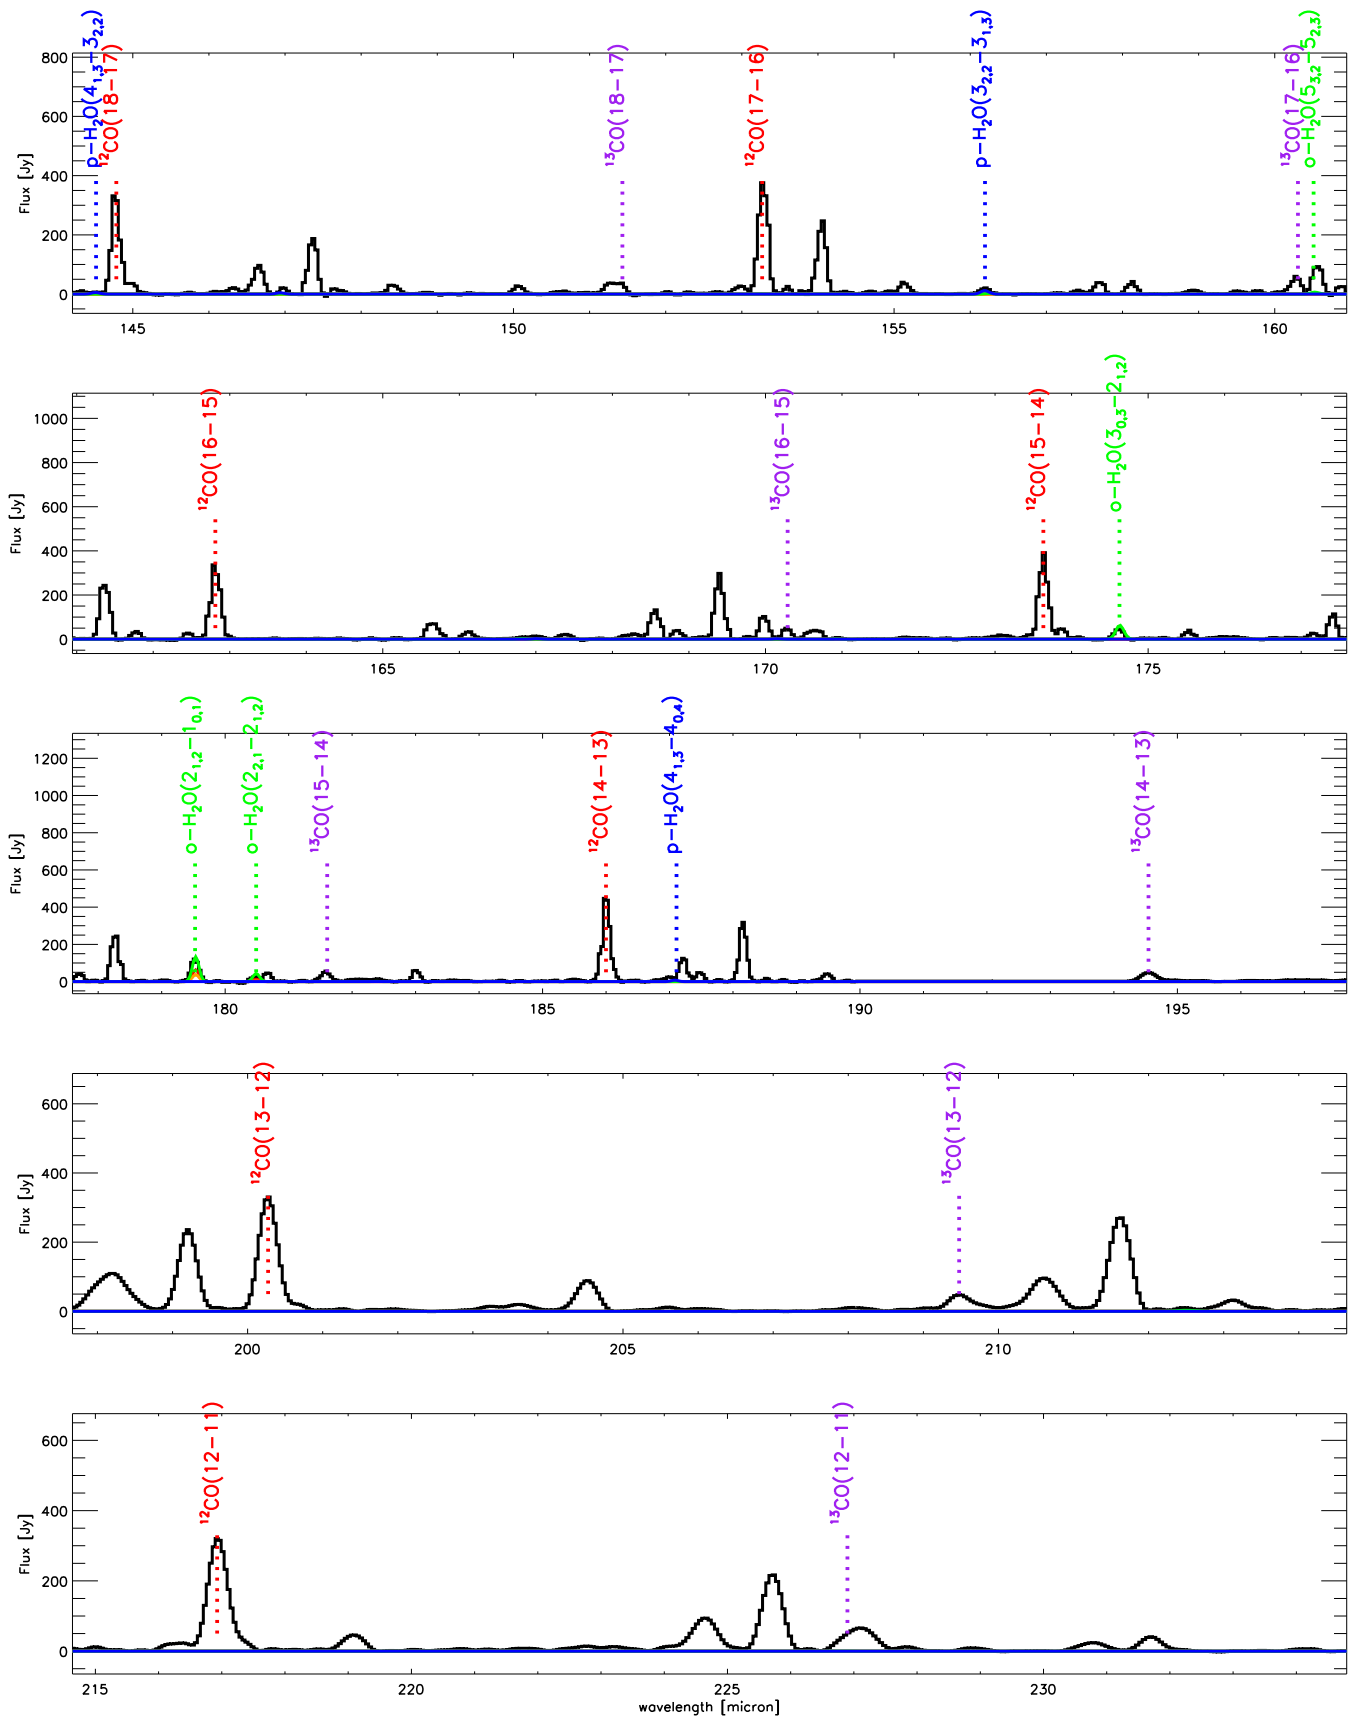 p-H2O(41,3-32,2)
12CO(18-17)
13CO(18-17)
12CO(17-16)
p-H2O(32,2-31,3)
13CO(17-16)
o-H2O(53,2-52,3)
800
600
400
200
0
Flux [Jy]
145 150 155 160
12CO(16-15)
13CO(16-15)
12CO(15-14)
o-H2O(30,3-21,2)
1000
800
600
400
200
0
Flux [Jy]
165 170 175
o-H2O(21,2-10,1)
o-H2O(22,1-21,2)
13CO(15-14)
12CO(14-13)
p-H2O(41,3-40,4)
13CO(14-13)
1200
1000
800
600
400
200
0
Flux [Jy]
180 185 190 195
12CO(13-12)
13CO(13-12)
600
400
200
0
Flux [Jy]
200 205 210
12CO(12-11)
13CO(12-11)
600
400
200
0
Flux [Jy]
215 220 225 230
wavelength [micron]